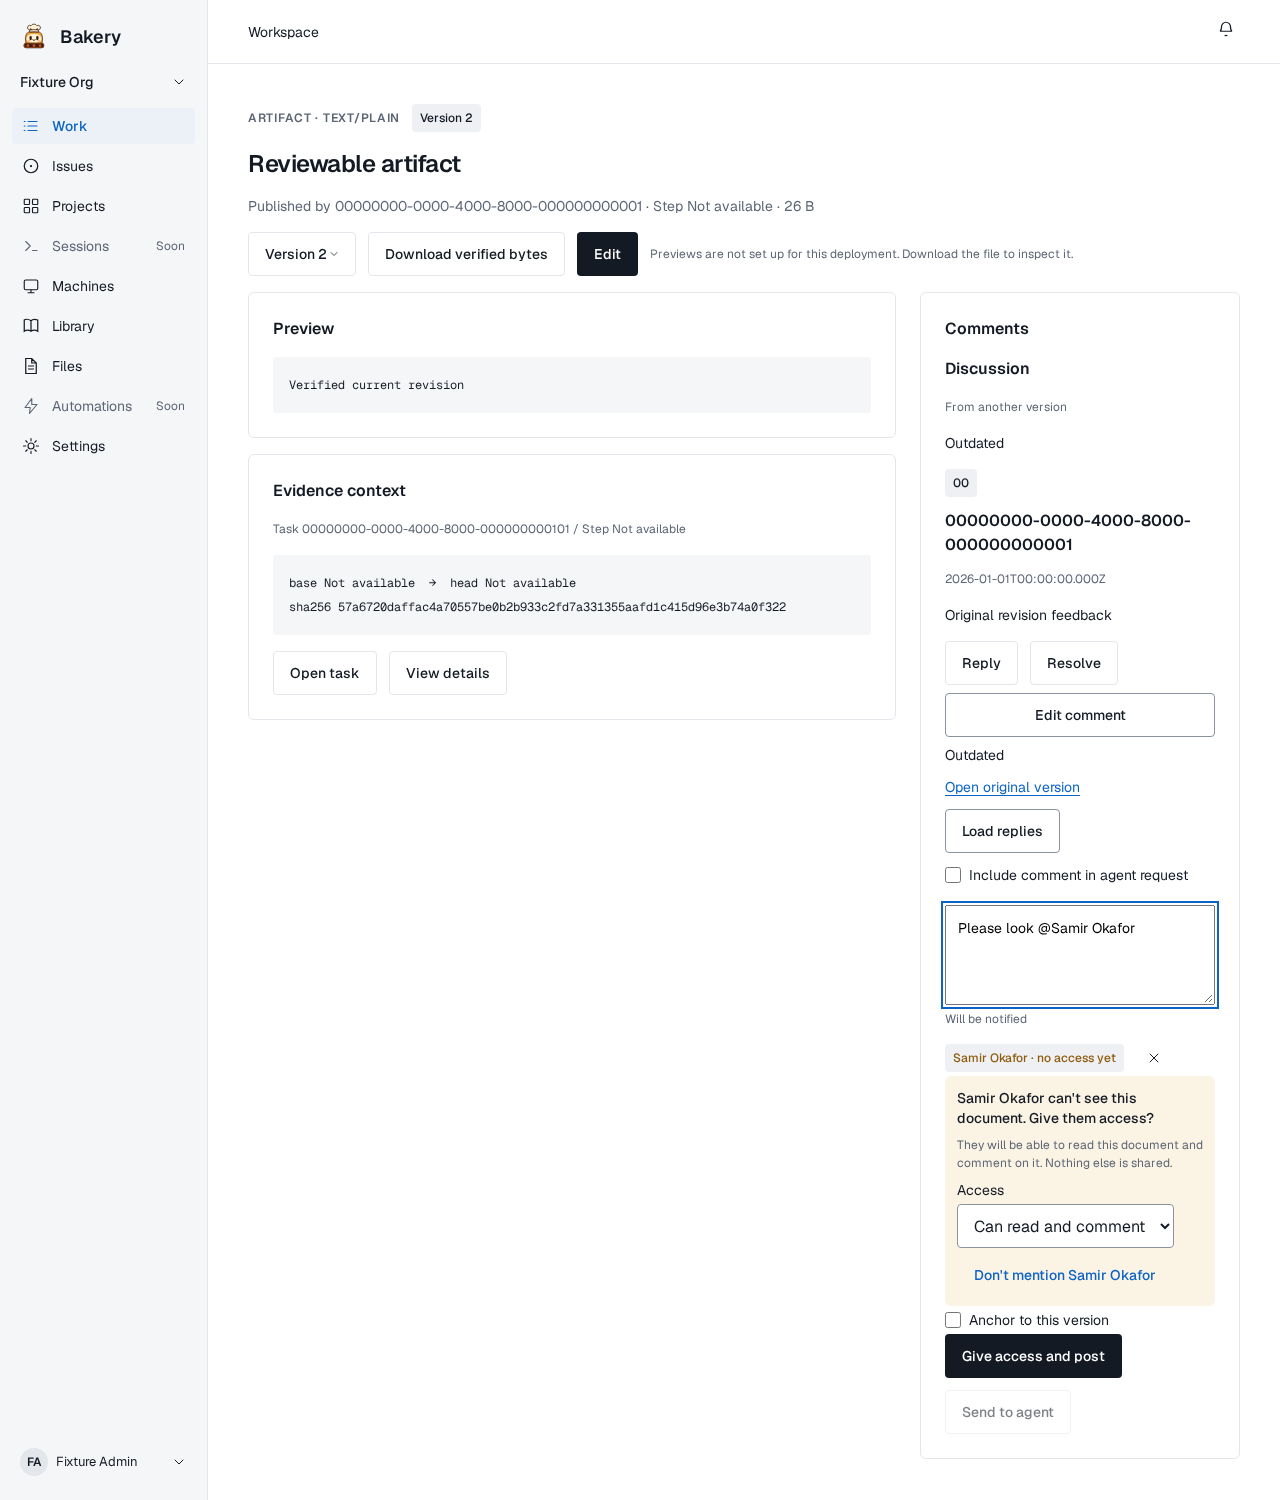 Bakery
Fixture Org
Work
Issues
Projects
Sessions Soon
Machines
Library
Files
Automations Soon
Settings
FA Fixture Admin
Workspace
ARTIFACT · TEXT/PLAIN Version 2
Reviewable artifact
Published by 00000000-0000-4000-8000-000000000001 · Step Not available · 26 B
Version 2 Download verified bytes Edit Previews are not set up for this deployment. Download the file to inspect it.
Preview
Verified current revision
Evidence context
Task 00000000-0000-4000-8000-000000000101 / Step Not available
base Not available → head Not available
sha256 57a6720daffac4a70557be0b2b933c2fd7a331355aafd1c415d96e3b74a0f322
Open task View details
Comments
Discussion
From another version
Outdated
00
00000000-0000-4000-8000-
000000000001
2026-01-01T00:00:00.000Z
Original revision feedback
Reply Resolve
Edit comment
Outdated
Open original version
Load replies
Include comment in agent request
Please look @Samir Okafor
Will be notified
Samir Okafor · no access yet
Samir Okafor can't see this
document. Give them access?
They will be able to read this document and
comment on it. Nothing else is shared.
Access
Can read and comment
Don't mention Samir Okafor
Anchor to this version
Give access and post
Send to agent